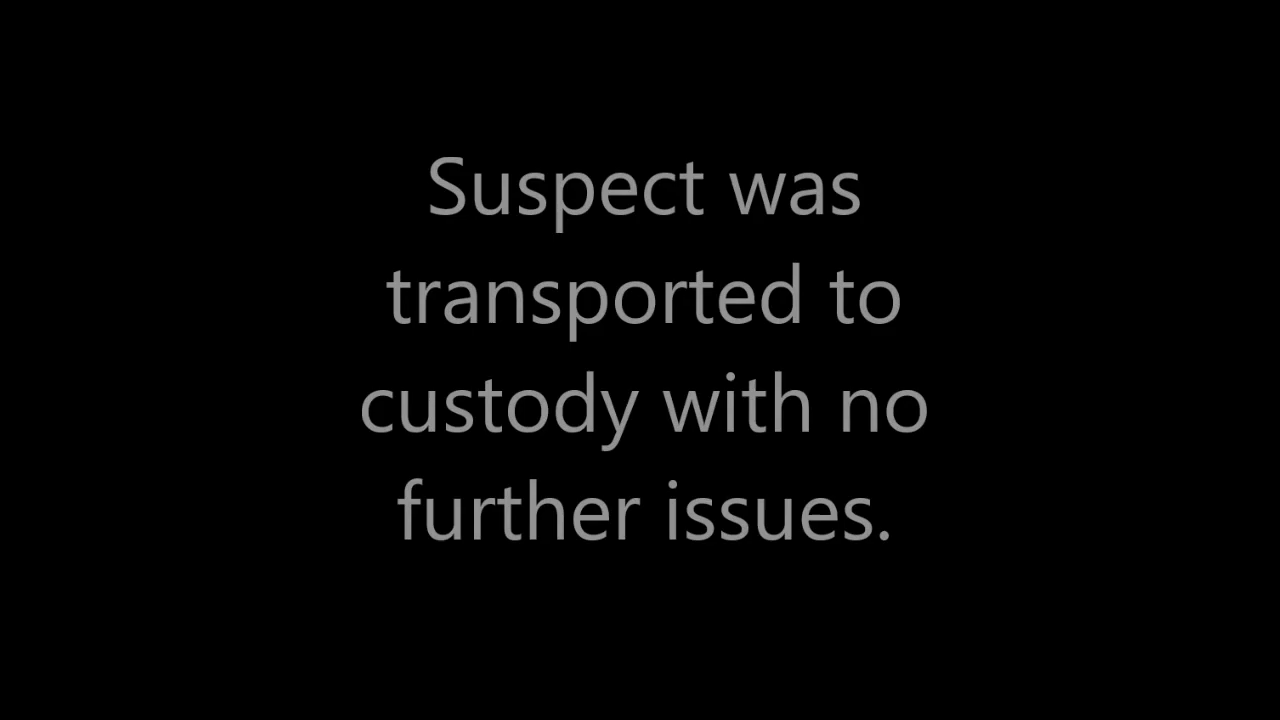 Suspect was
transported to
custody with no
further issues.